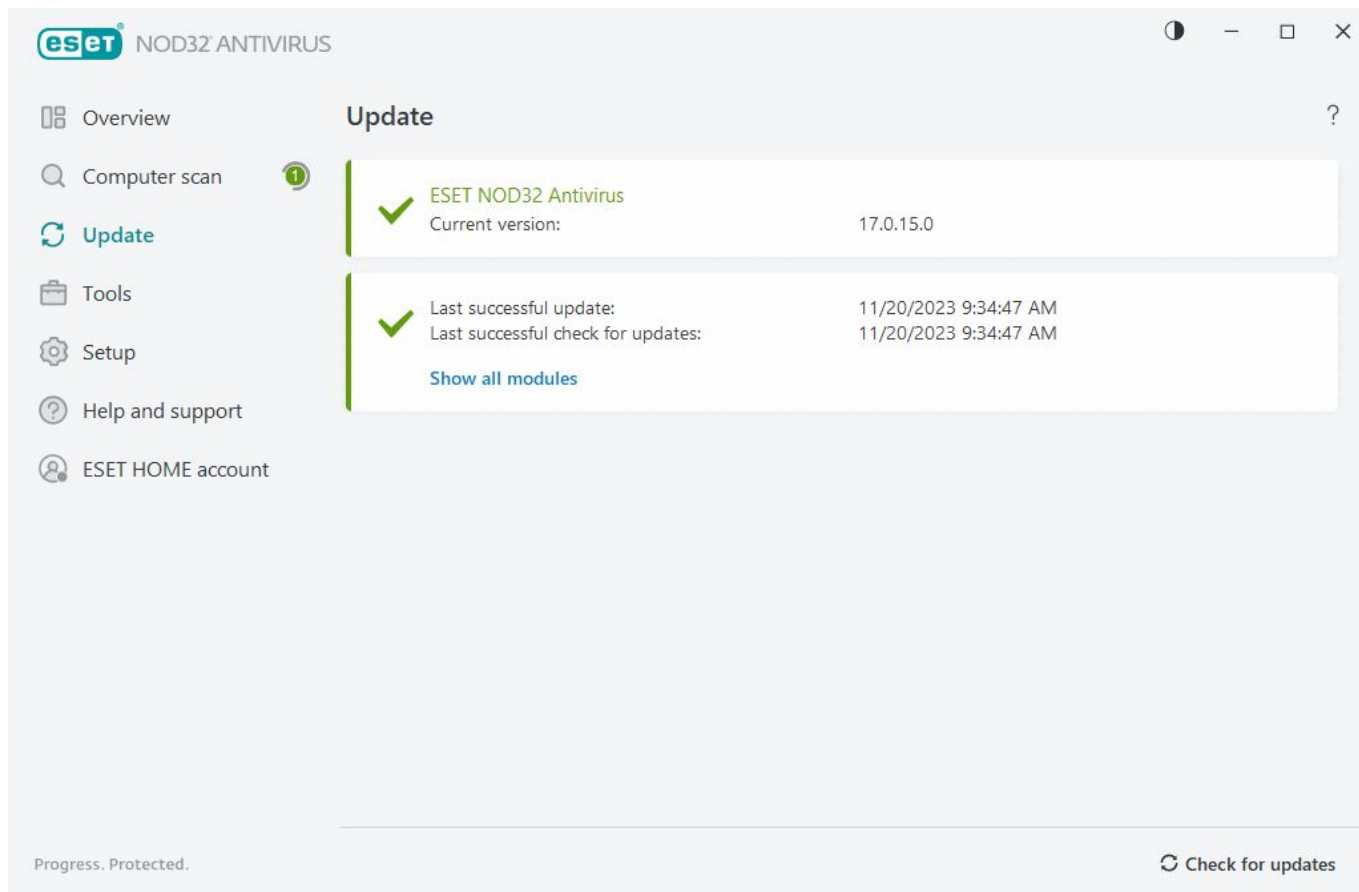 eset® NOD32® ANTIVIRUS
Overview
Computer scan 1
Update
Tools
Setup
Help and support
ESET HOME account
Update ?
ESET NOD32 Antivirus
Current version: 17.0.15.0
Last successful update: 11/20/2023 9:34:47 AM
Last successful check for updates: 11/20/2023 9:34:47 AM
Show all modules
Progress. Protected.
Check for updates